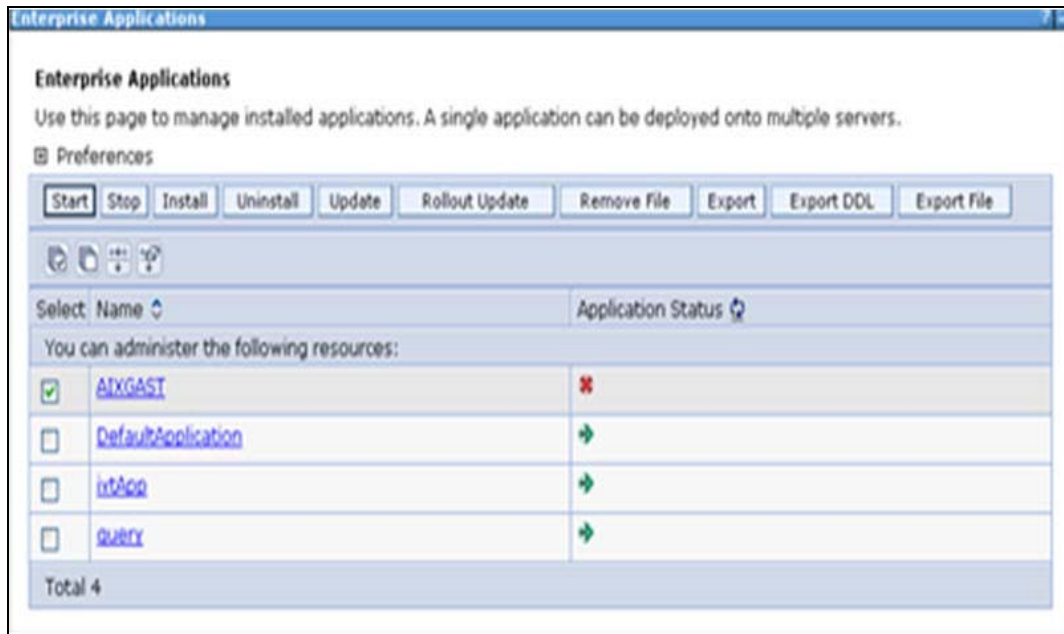 Enterprise Applications
Enterprise Applications
Use this page to manage installed applications. A single application can be deployed onto multiple servers.
Preferences
Start Stop Install Uninstall Update Rollout Update Remove File Export Export DDL Export File
Select Name Application Status
You can administer the following resources:
AIXGAST
DefaultApplication
ivtApp
query
Total 4